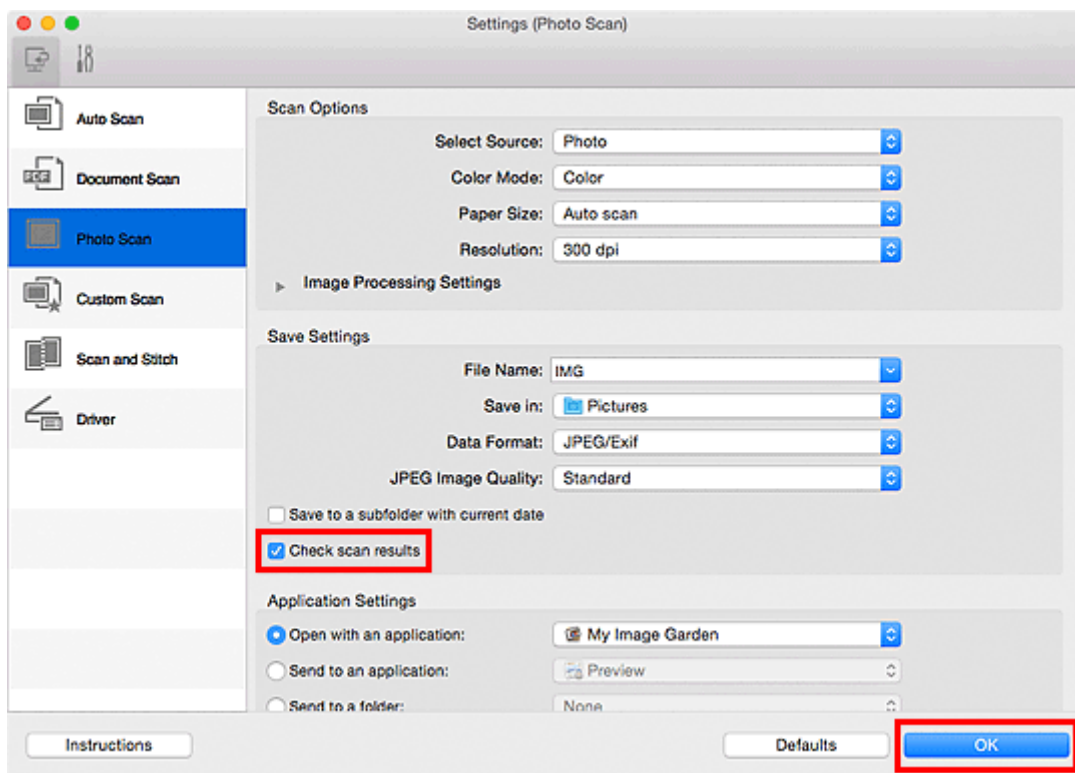 Settings (Photo Scan)
Auto Scan
Document Scan
Photo Scan
Custom Scan
Scan and Stitch
Driver
Scan Options
Select Source: Photo
Color Mode: Color
Paper Size: Auto scan
Resolution: 300 dpi
Image Processing Settings
Save Settings
File Name: IMG
Save in: Pictures
Data Format: JPEG/Exif
JPEG Image Quality: Standard
Save to a subfolder with current date
Check scan results
Application Settings
Open with an application: My Image Garden
Send to an application: Preview
Send to a folder: None
Instructions Defaults OK